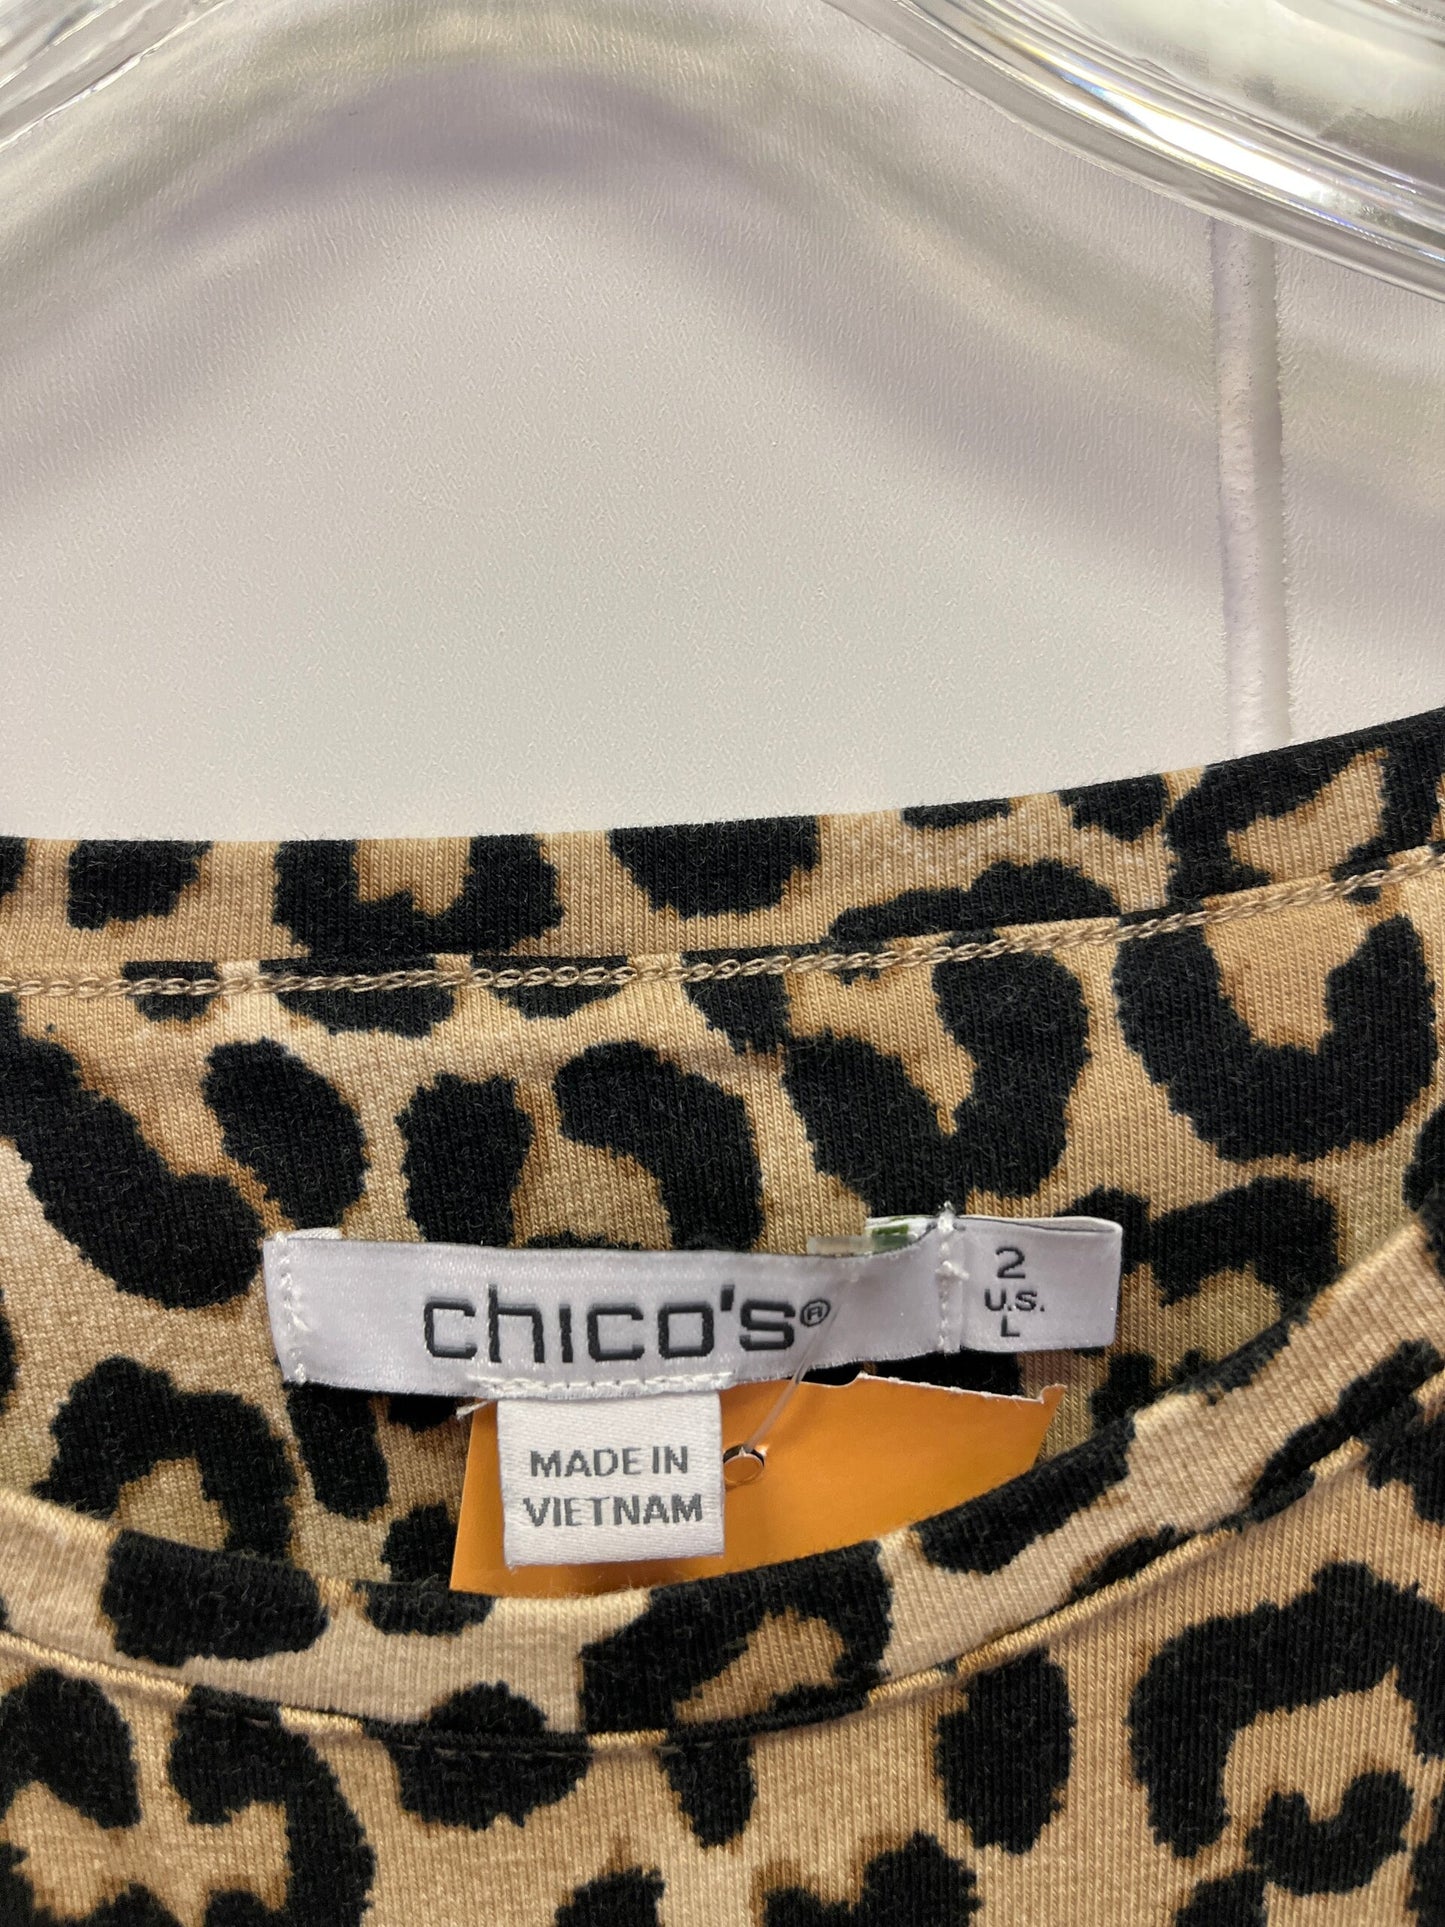 chico's®
2
U.S.
L
MADE IN
VIETNAM